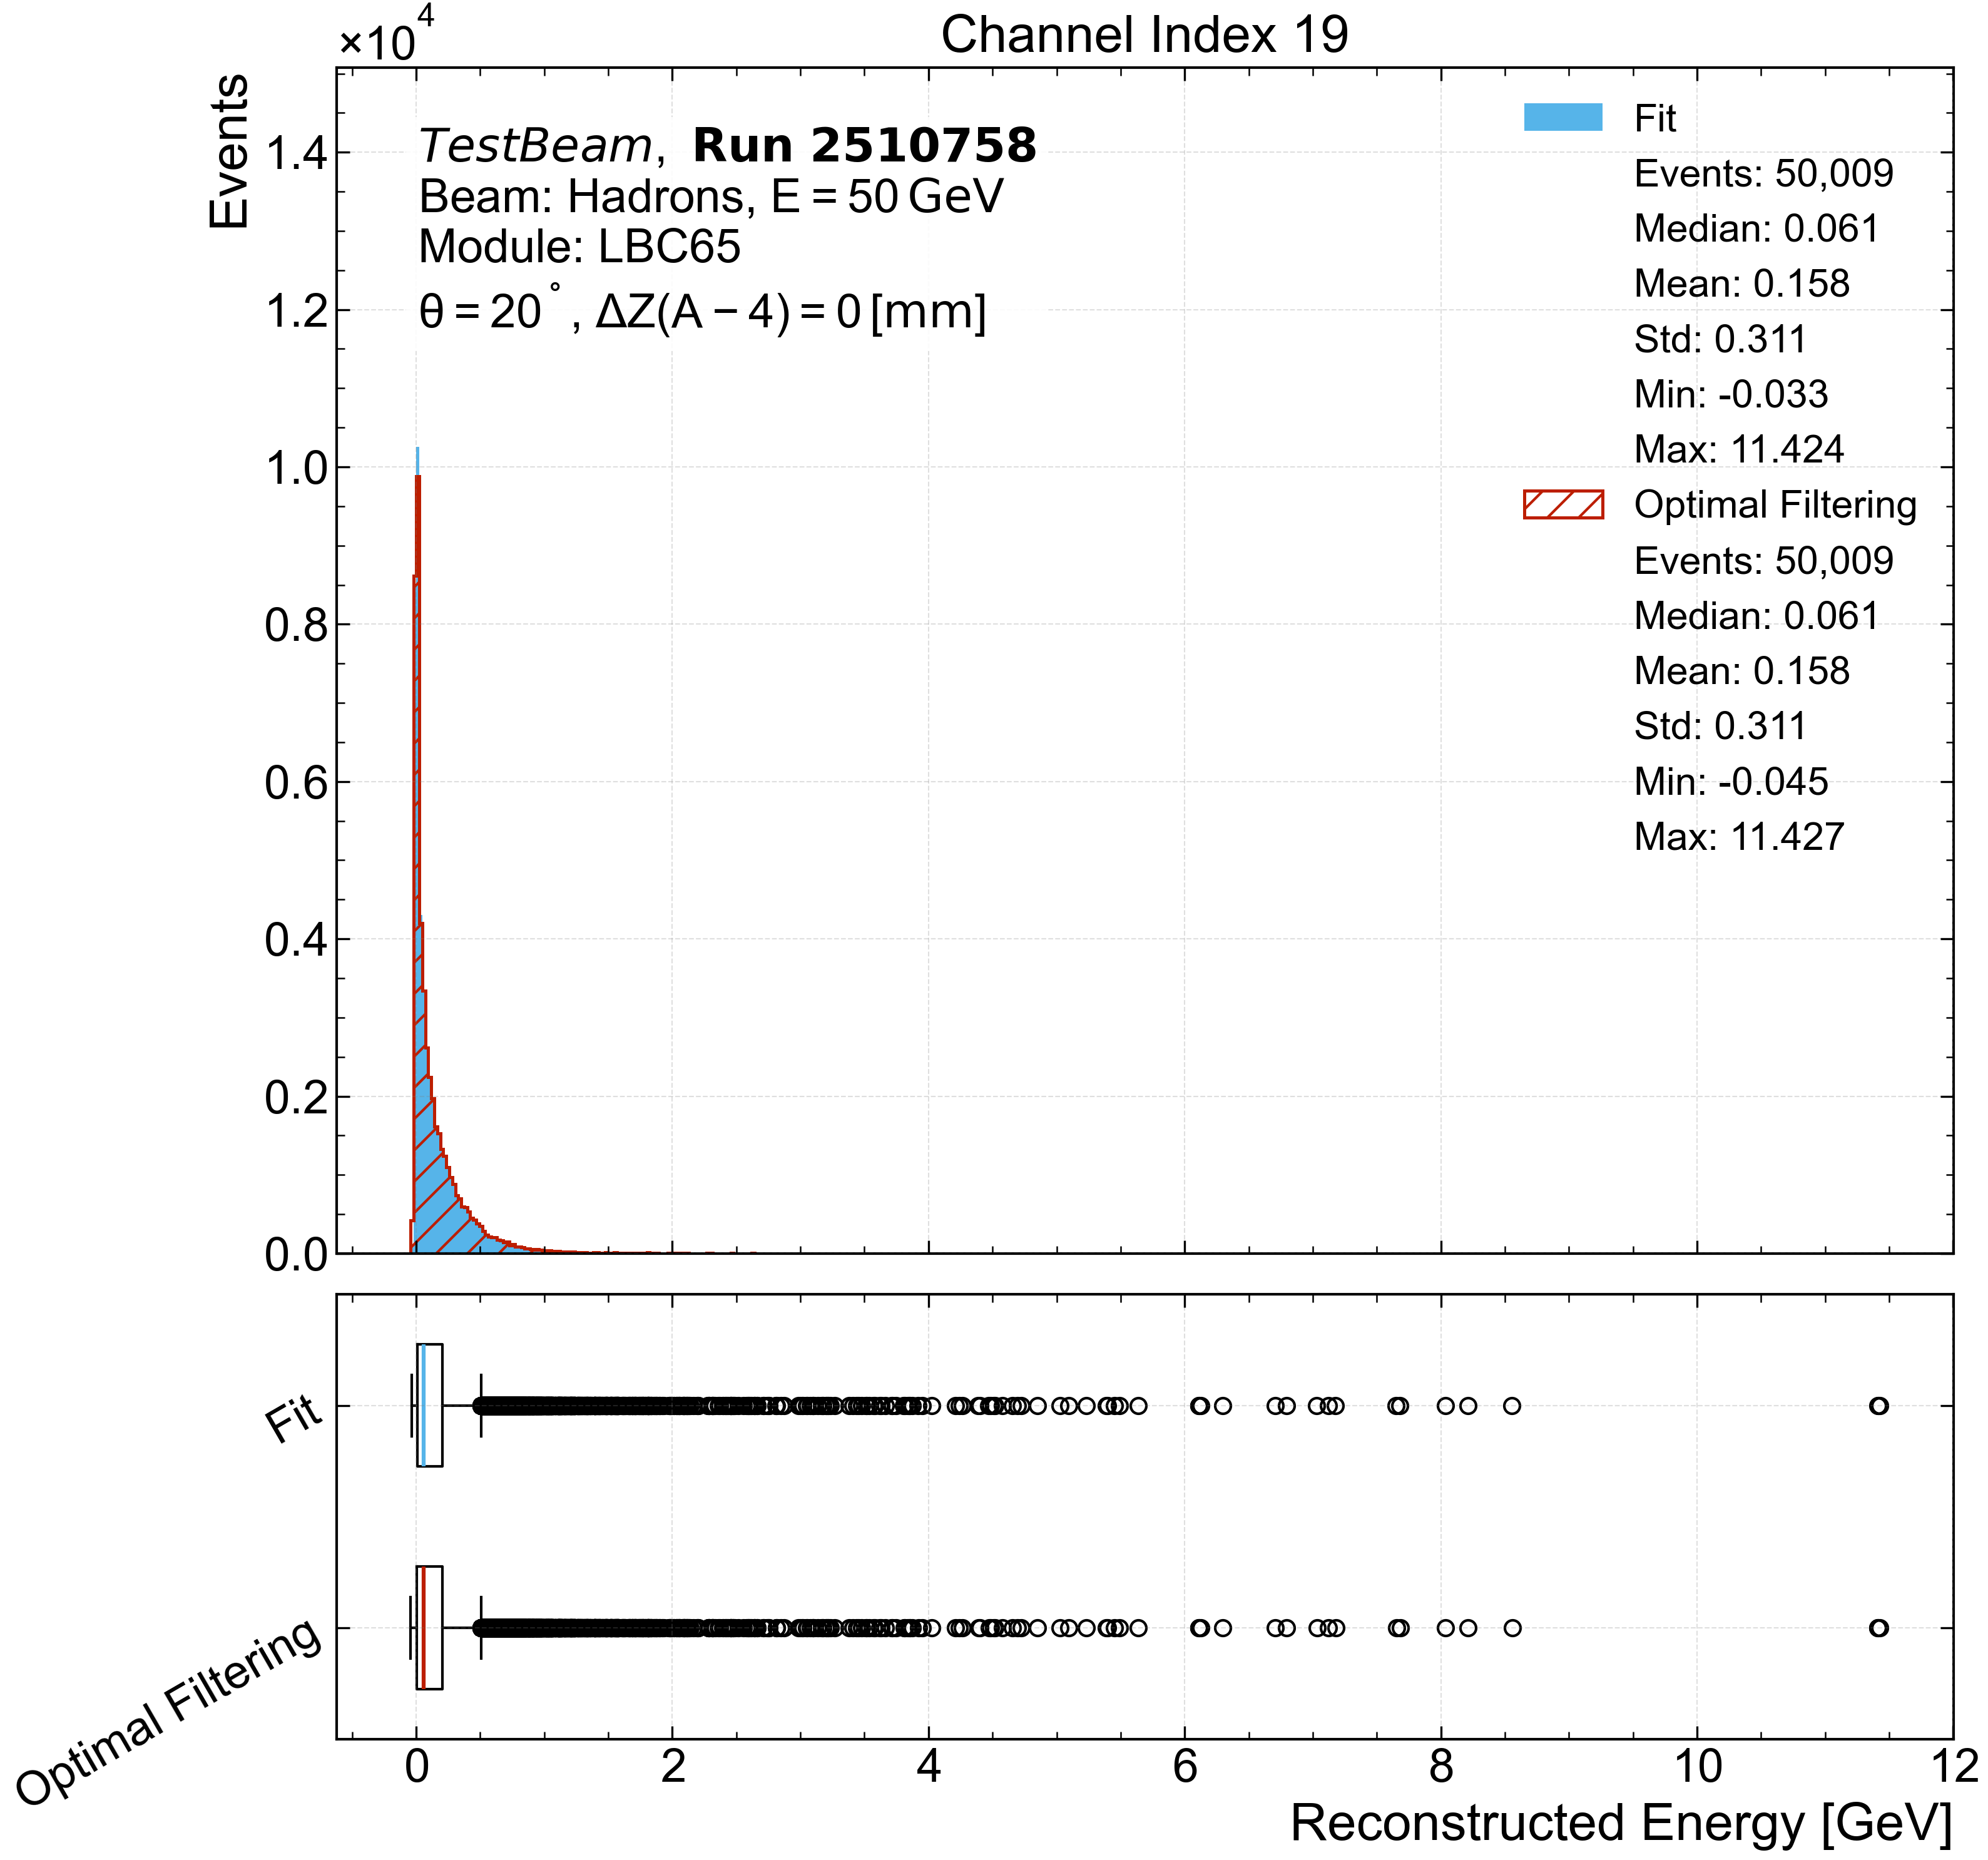 Channel Index 19
×10⁴
Events
TestBeam, Run 2510758
Beam: Hadrons, E = 50 GeV
Module: LBC65
θ = 20°, ΔZ(A − 4) = 0 [mm]
Fit
Events: 50,009
Median: 0.061
Mean: 0.158
Std: 0.311
Min: -0.033
Max: 11.424
Optimal Filtering
Events: 50,009
Median: 0.061
Mean: 0.158
Std: 0.311
Min: -0.045
Max: 11.427
1.4
1.2
1.0
0.8
0.6
0.4
0.2
0.0
Fit
Optimal Filtering
0 2 4 6 8 10 12
Reconstructed Energy [GeV]